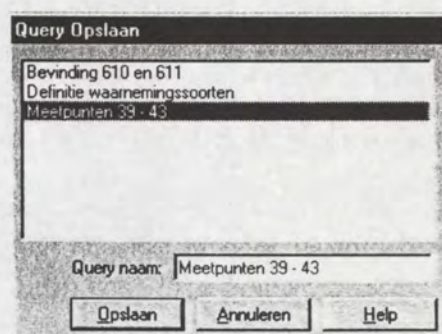 Query Opslaan
Bevinding 610 en 611
Definitie waarnemingssoorten
Meetpunten 39 - 43
Query naam: Meetpunten 39 - 43
Opslaan Annuleren Help